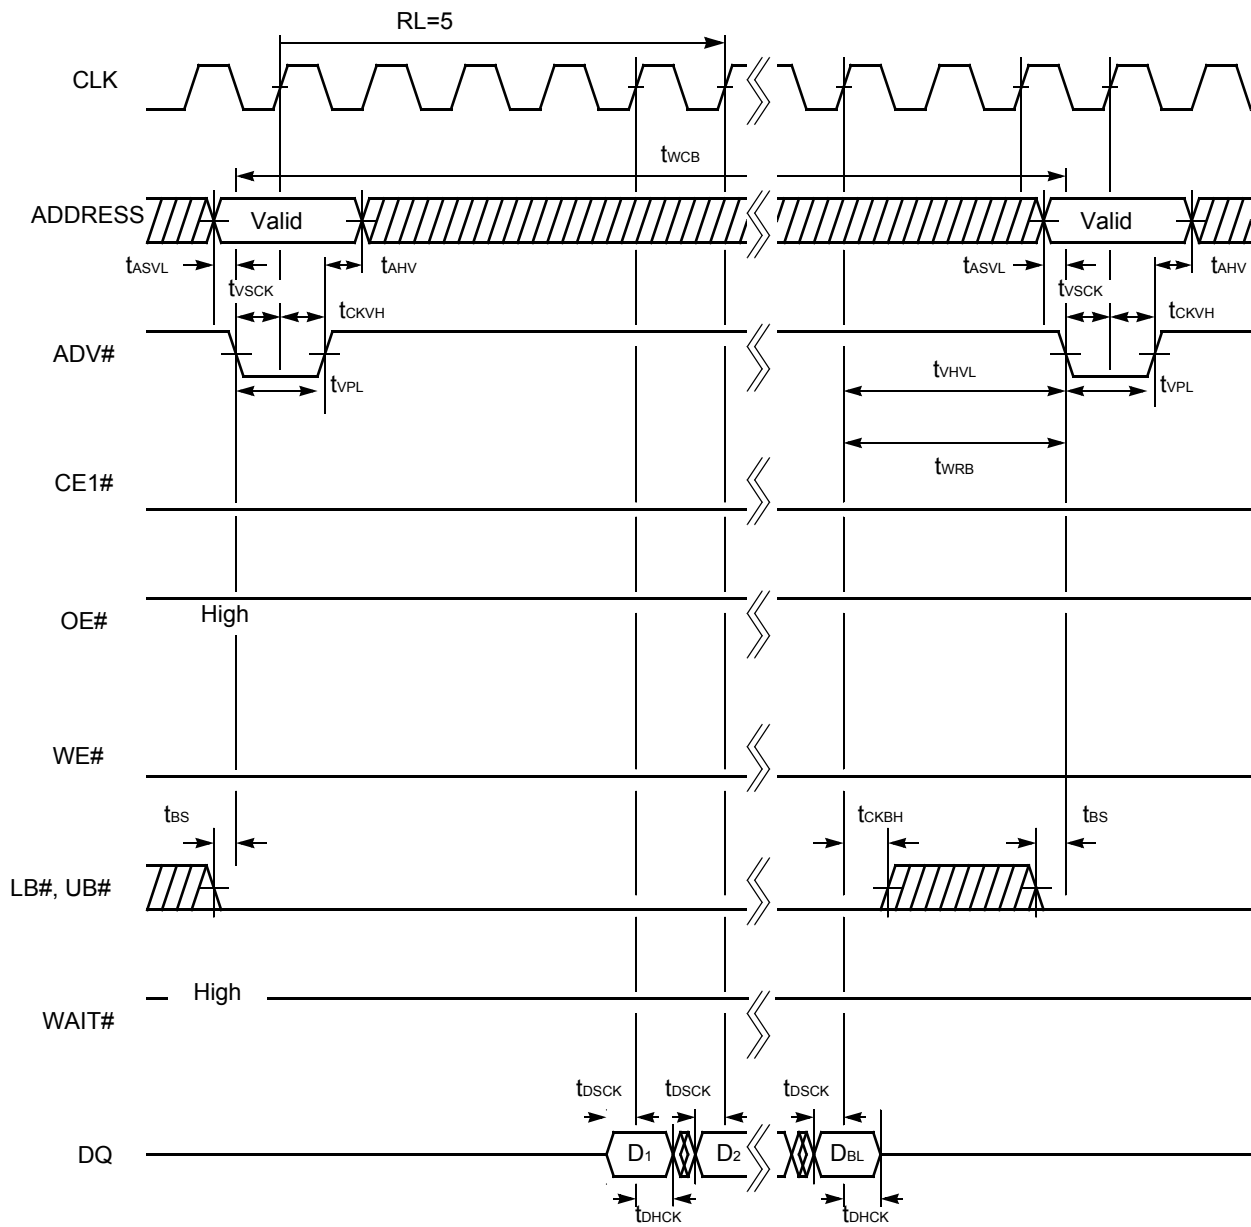 RL=5
CLK
tWCB
ADDRESS
Valid
Valid
tASVL
tVSCK
tAHV
tCKVH
tASVL
tVSCK
tAHV
tCKVH
ADV#
tVPL
tVHVL
tVPL
tWRB
CE1#
OE#
High
WE#
tBS
tCKBH
tBS
LB#, UB#
High
WAIT#
tDSCK
tDSCK
tDSCK
DQ
D1
D2
DBL
tDHCK
tDHCK